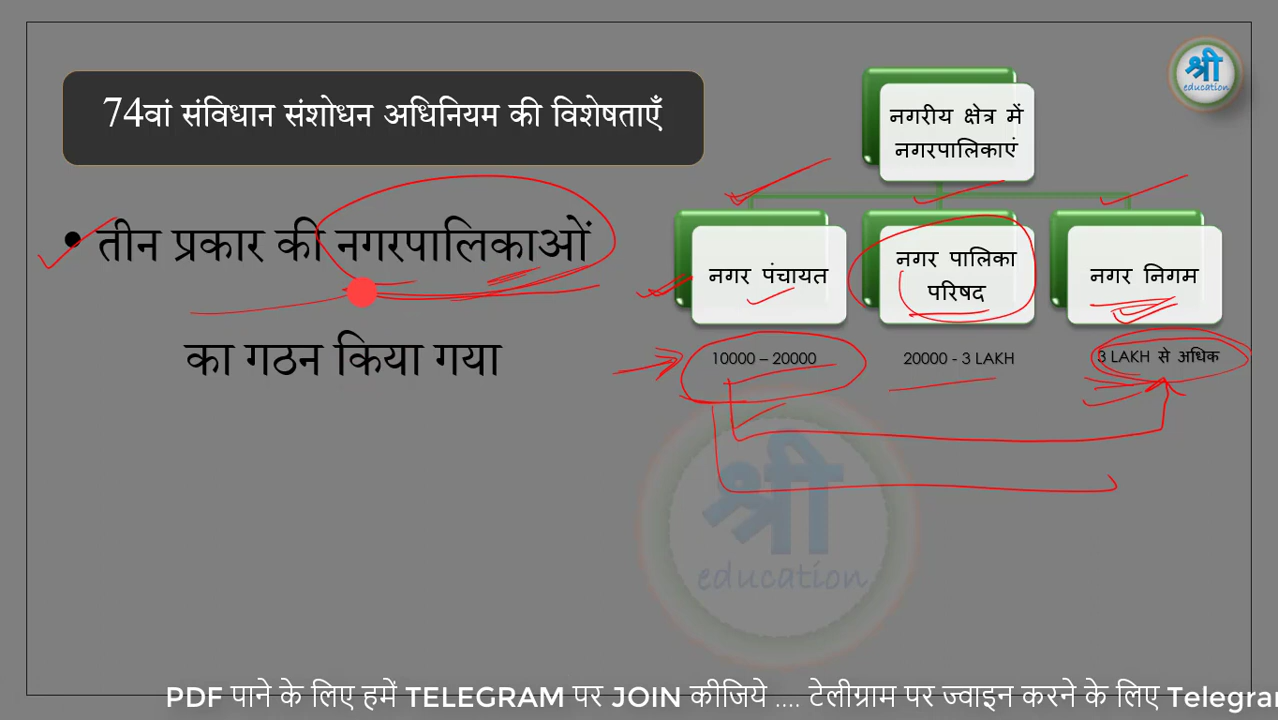 74वां संविधान संशोधन अधिनियम की विशेषताएँ
• तीन प्रकार की नगरपालिकाओं
का गठन किया गया
श्री
education
नगरीय क्षेत्र में
नगरपालिकाएं
नगर पंचायत
नगर पालिका
परिषद
नगर निगम
10000 – 20000
20000 - 3 LAKH
3 LAKH से अधिक
श्री
education
PDF पाने के लिए हमें TELEGRAM पर JOIN कीजिये .... टेलीग्राम पर ज्वाइन करने के लिए Telegra